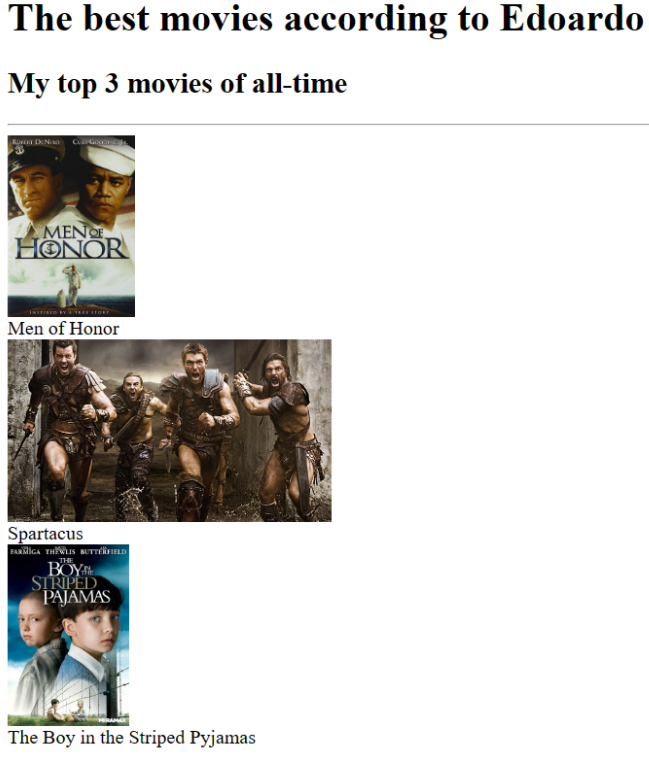 The best movies according to Edoardo
My top 3 movies of all-time
ROBERT DE NIRO CUBA GOODING, JR.
MEN OF
HONOR
INSPIRED BY A TRUE STORY
Men of Honor
Spartacus
FARMIGA THEWLIS BUTTERFIELD
THE
BOY IN THE
STRIPED
PAJAMAS
MIRAMAX
The Boy in the Striped Pyjamas